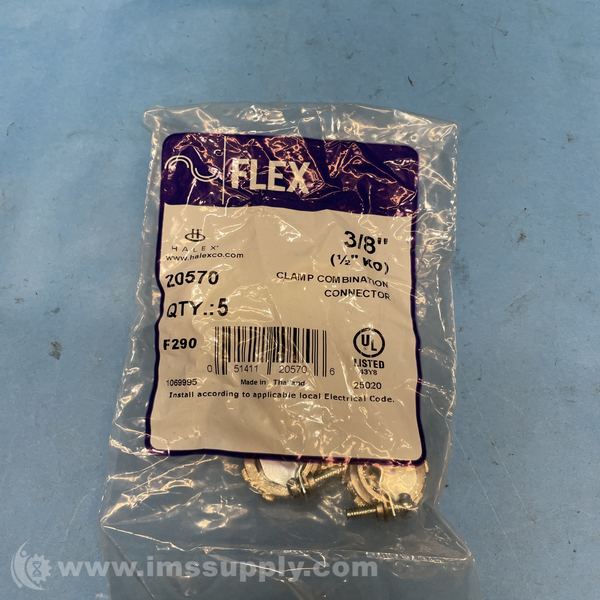 FLEX
HALEX
www.halexco.com
3/8"
(½" KO)
20570
CLAMP COMBINATION
CONNECTOR
QTY.:5
F290
UL
LISTED
43Y8
0 51411 20570 6
1069995
Made in Thailand
25020
Install according to applicable local Electrical Code.
www.imssupply.com